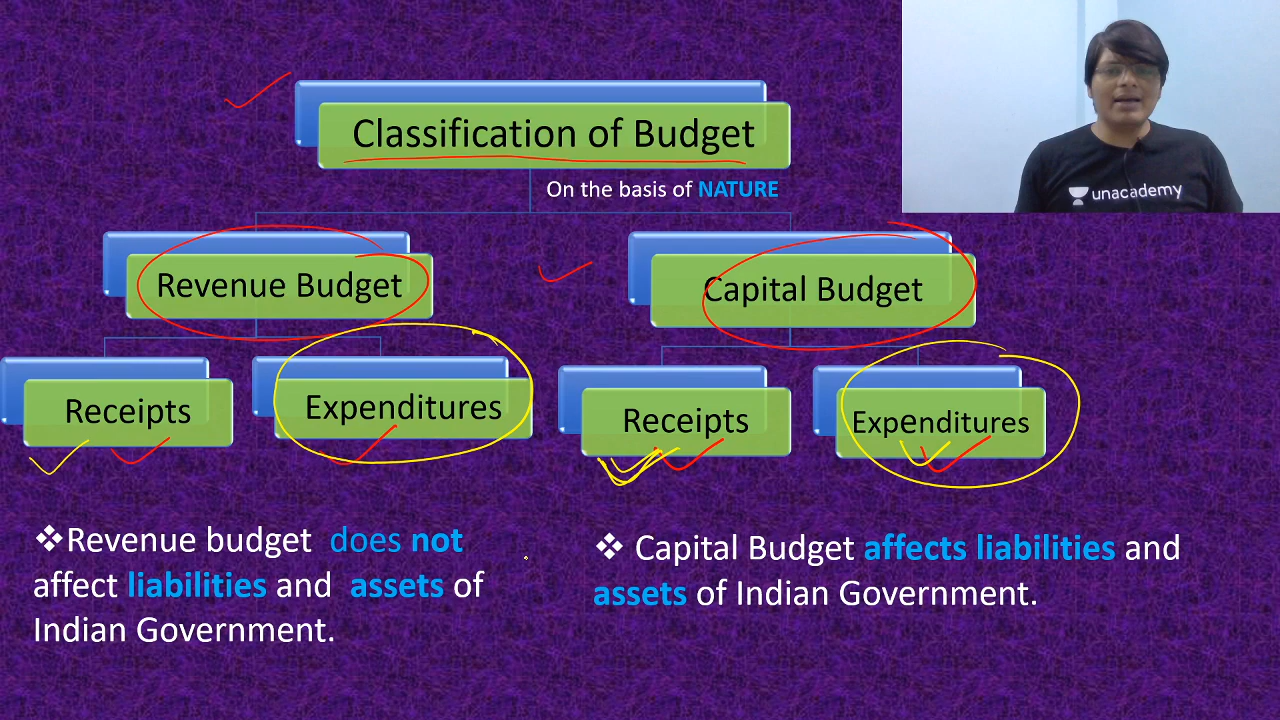 Classification of Budget
On the basis of NATURE
unacademy
Revenue Budget
Capital Budget
Receipts
Expenditures
Receipts
Expenditures
❖Revenue budget does not
affect liabilities and assets of
Indian Government.
❖ Capital Budget affects liabilities and
assets of Indian Government.